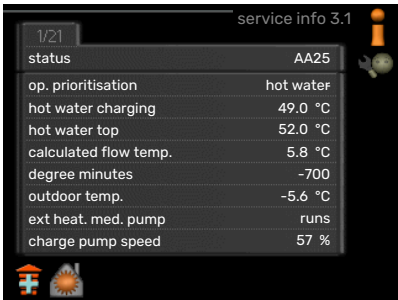 service info 3.1
1/21
status AA25
op. prioritisation hot water
hot water charging 49.0 °C
hot water top 52.0 °C
calculated flow temp. 5.8 °C
degree minutes -700
outdoor temp. -5.6 °C
ext heat. med. pump runs
charge pump speed 57 %